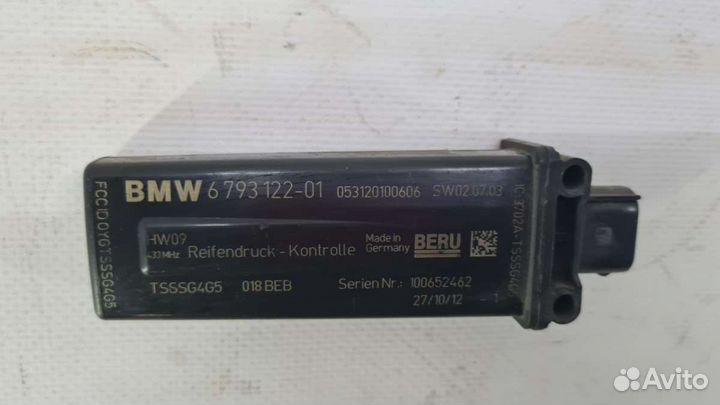 BMW 6 793 122-01 053120100606 SW02.07.03
HW09
433 MHz Reifendruck - Kontrolle Made in Germany BERU
TSSSG4G5 018 BEB Serien Nr.: 100652462
27/10/12
FCC ID OYGTSSSG4G5
IC:3702A-TSSSG4G5
Avito